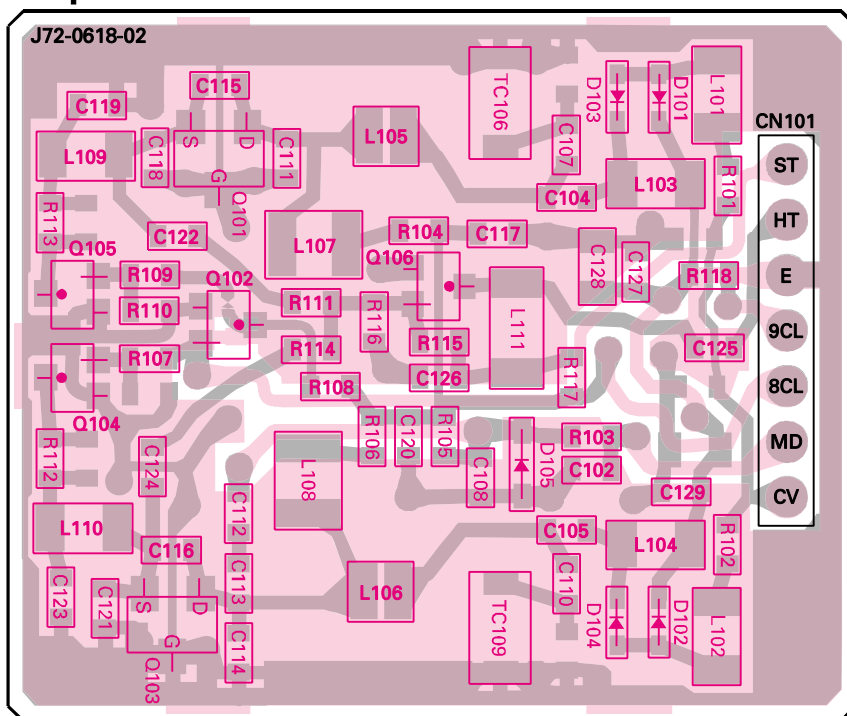 J72-0618-02
C115
C119
TC106
D103
D101
L101
CN101
L109
C118
S
D
C111
L105
C107
ST
G
Q101
C104
L103
R101
R113
HT
C122
L107
R104
C117
Q105
Q106
C128
C127
R109
Q102
R118
E
R110
R111
R116
L111
9CL
R107
R114
R115
C125
R108
C126
R117
8CL
Q104
R112
C124
R106
C120
R105
D105
R103
MD
L108
C108
C102
C112
C129
CV
L110
C116
C105
L104
R102
C123
C121
S
D
C113
L106
C110
TC109
D104
D102
L102
G
Q103
C114